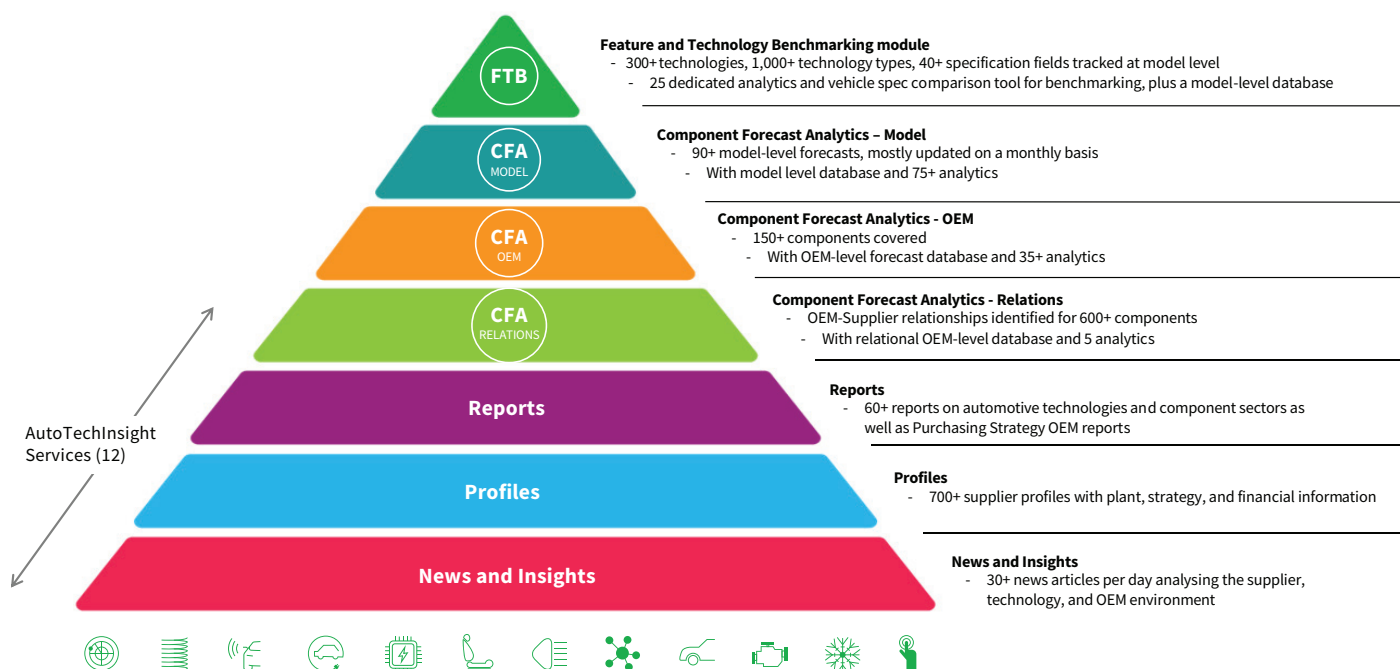 FTB
Feature and Technology Benchmarking module
- 300+ technologies, 1,000+ technology types, 40+ specification fields tracked at model level
- 25 dedicated analytics and vehicle spec comparison tool for benchmarking, plus a model-level database
CFA
MODEL
Component Forecast Analytics – Model
- 90+ model-level forecasts, mostly updated on a monthly basis
- With model level database and 75+ analytics
CFA
OEM
Component Forecast Analytics - OEM
- 150+ components covered
- With OEM-level forecast database and 35+ analytics
CFA
RELATIONS
Component Forecast Analytics - Relations
- OEM-Supplier relationships identified for 600+ components
- With relational OEM-level database and 5 analytics
Reports
Reports
- 60+ reports on automotive technologies and component sectors as
well as Purchasing Strategy OEM reports
AutoTechInsight
Services (12)
Profiles
Profiles
- 700+ supplier profiles with plant, strategy, and financial information
News and Insights
News and Insights
- 30+ news articles per day analysing the supplier,
technology, and OEM environment